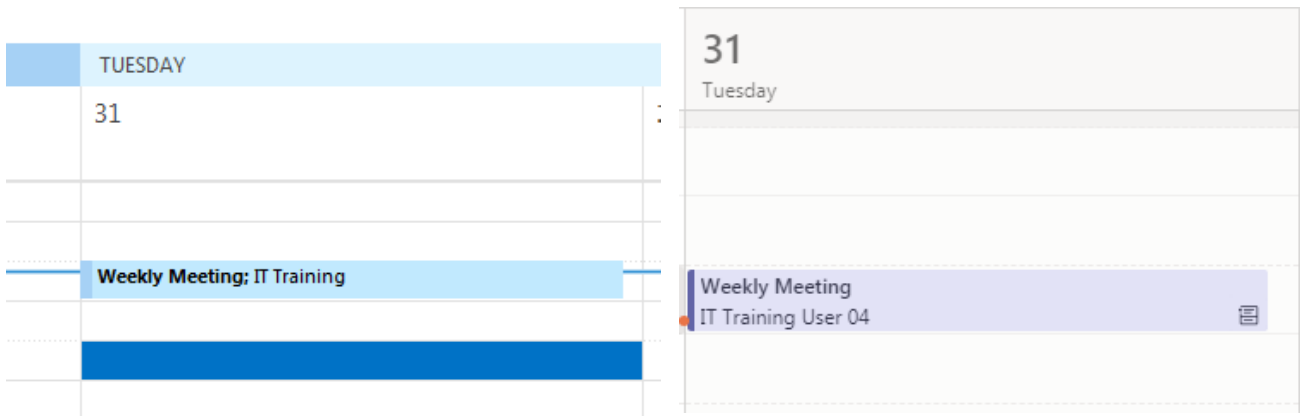 TUESDAY
31
Weekly Meeting; IT Training
31
Tuesday
Weekly Meeting
IT Training User 04